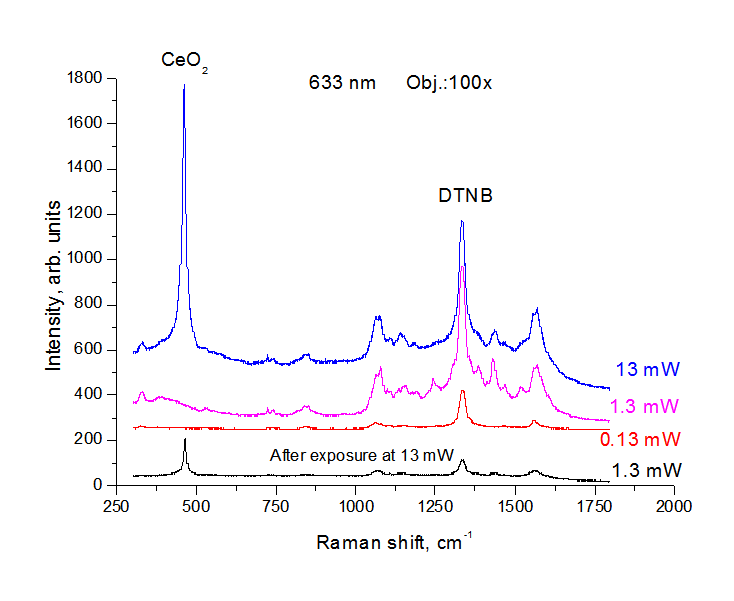 CeO2
633 nm Obj.:100x
DTNB
1800
1600
1400
1200
1000
800
600
400
200
0
Intensity, arb. units
13 mW
1.3 mW
0.13 mW
After exposure at 13 mW
1.3 mW
250 500 750 1000 1250 1500 1750 2000
Raman shift, cm-1